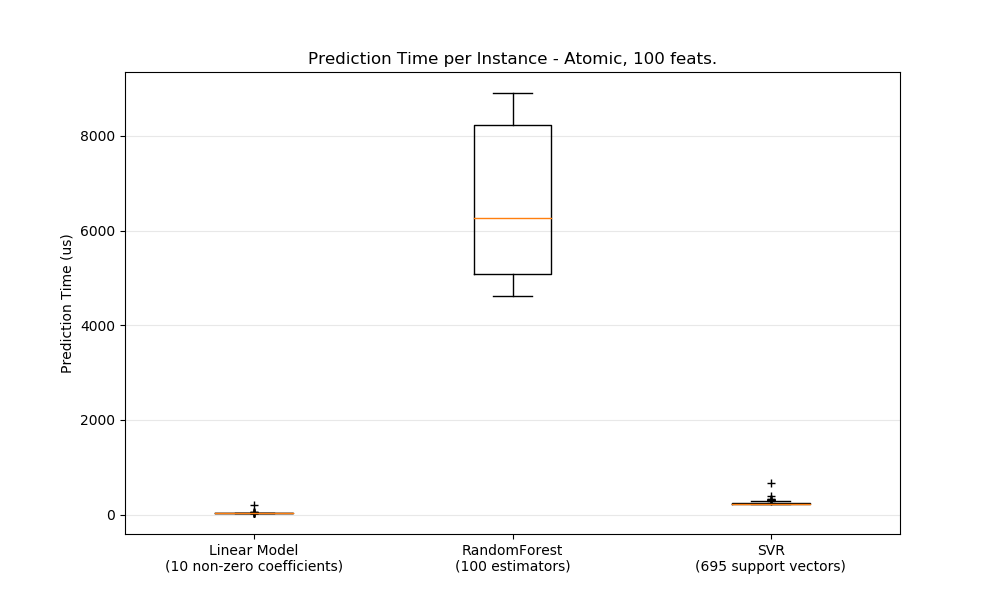 Prediction Time per Instance - Atomic, 100 feats.
Prediction Time (us)
8000
6000
4000
2000
0
Linear Model
(10 non-zero coefficients)
RandomForest
(100 estimators)
SVR
(695 support vectors)